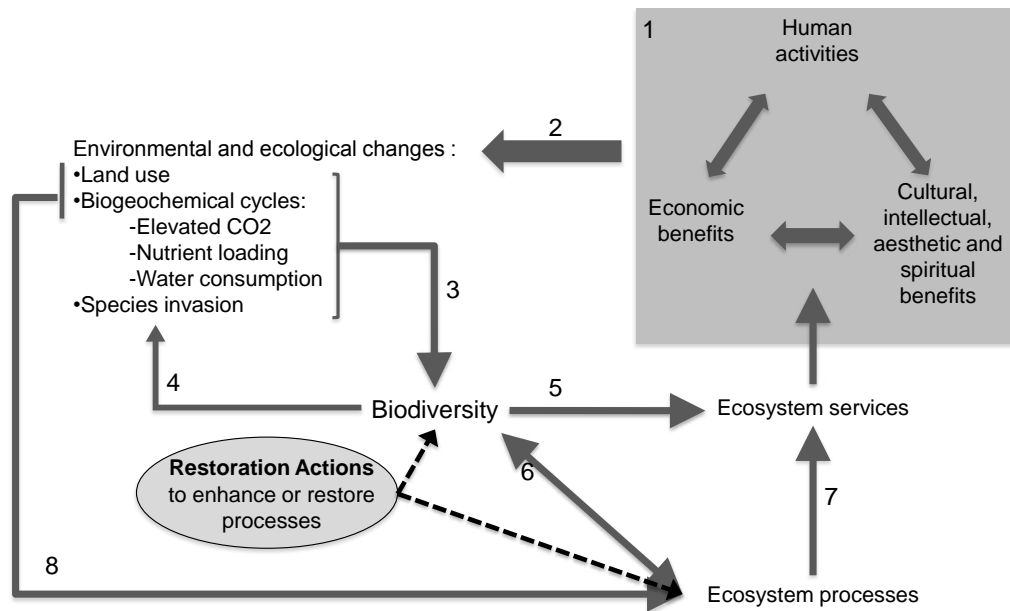 1
Human
activities
2
Environmental and ecological changes :
•Land use
•Biogeochemical cycles:
-Elevated CO2
-Nutrient loading
-Water consumption
•Species invasion
Economic
benefits
Cultural,
intellectual,
aesthetic and
spiritual
benefits
3
4
Biodiversity
5
Ecosystem services
Restoration Actions
to enhance or restore
processes
6
7
8
Ecosystem processes